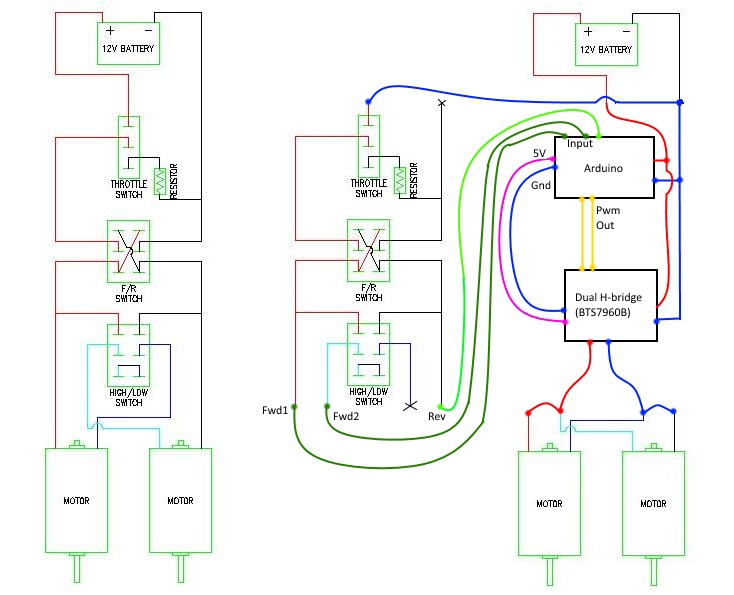 + −
12V BATTERY
THROTTLE
SWITCH
RESISTOR
F/R
SWITCH
HIGH/LOW
SWITCH
MOTOR
MOTOR
THROTTLE
SWITCH
RESISTOR
F/R
SWITCH
HIGH/LOW
SWITCH
Fwd1
Fwd2
Rev
+ −
12V BATTERY
Input
5V
Arduino
Gnd
Pwm
Out
Dual H-bridge
(BTS7960B)
MOTOR
MOTOR